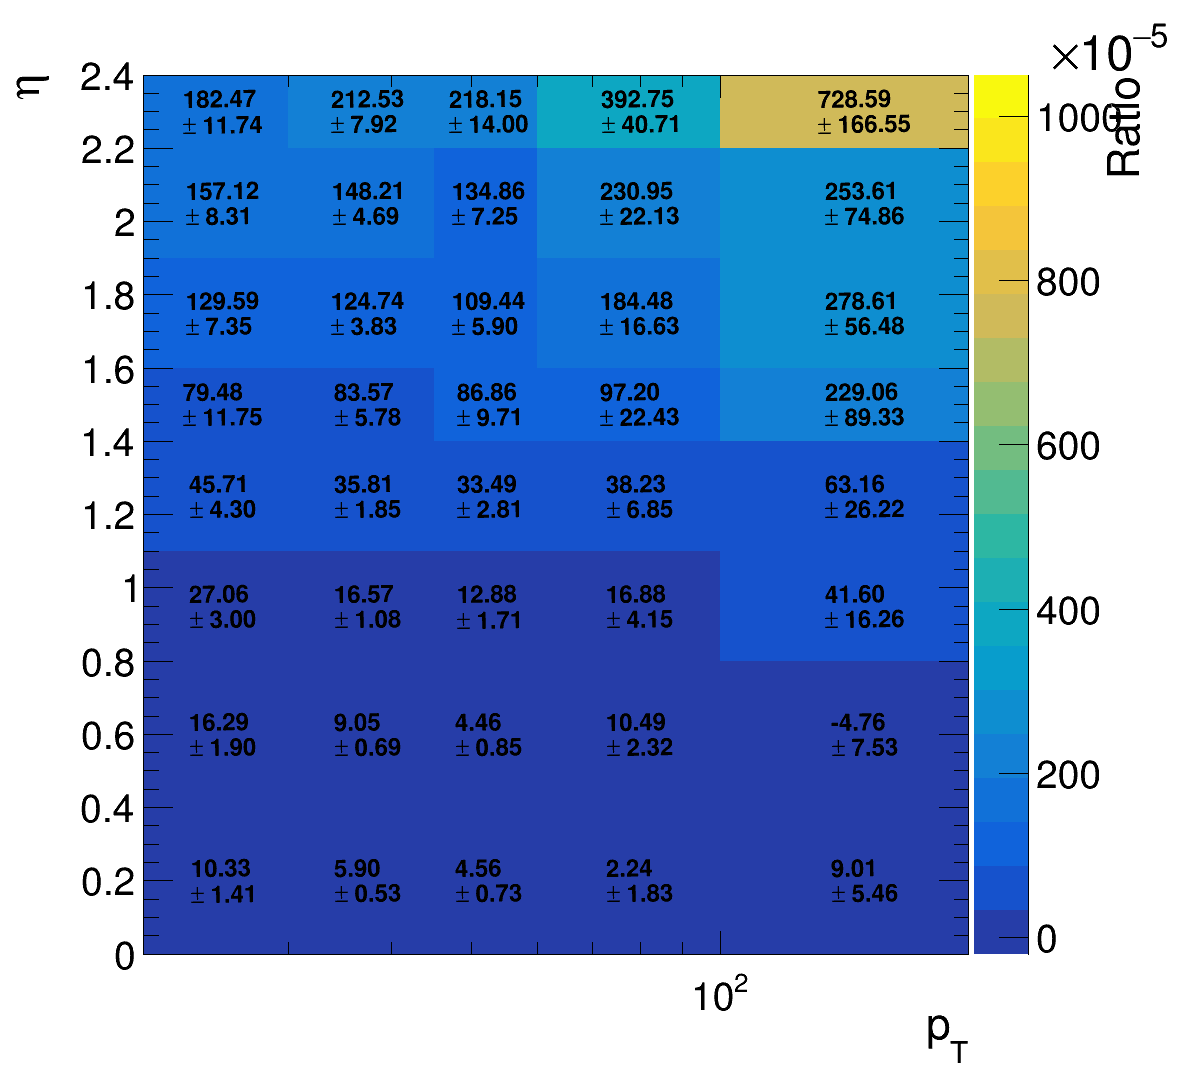 ×10⁻⁵
η
Ratio
2.4
182.47 212.53 218.15 392.75 728.59
± 11.74 ± 7.92 ± 14.00 ± 40.71 ± 166.55
1000
2.2
157.12 148.21 134.86 230.95 253.61
± 8.31 ± 4.69 ± 7.25 ± 22.13 ± 74.86
2
1.8
800
129.59 124.74 109.44 184.48 278.61
± 7.35 ± 3.83 ± 5.90 ± 16.63 ± 56.48
1.6
79.48 83.57 86.86 97.20 229.06
± 11.75 ± 5.78 ± 9.71 ± 22.43 ± 89.33
1.4
600
45.71 35.81 33.49 38.23 63.16
± 4.30 ± 1.85 ± 2.81 ± 6.85 ± 26.22
1.2
1
27.06 16.57 12.88 16.88 41.60
± 3.00 ± 1.08 ± 1.71 ± 4.15 ± 16.26
400
0.8
16.29 9.05 4.46 10.49 -4.76
± 1.90 ± 0.69 ± 0.85 ± 2.32 ± 7.53
0.6
200
0.4
10.33 5.90 4.56 2.24 9.01
± 1.41 ± 0.53 ± 0.73 ± 1.83 ± 5.46
0.2
0
0
10²
p_T